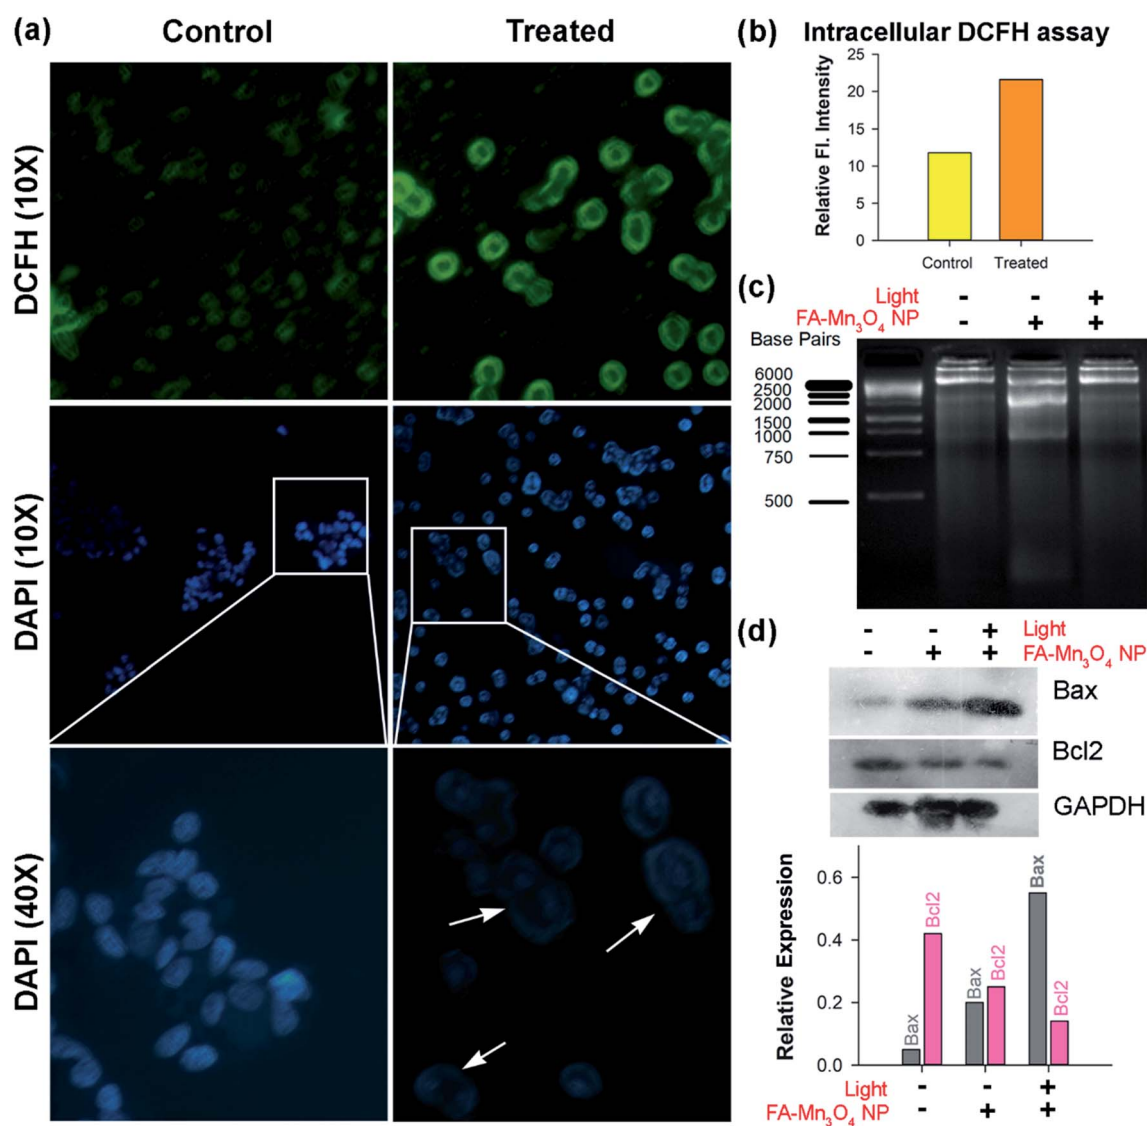 (a) Control Treated
DCFH (10X)
DAPI (10X)
DAPI (40X)
(b) Intracellular DCFH assay
Relative Fl. Intensity
25
20
15
10
5
0
Control Treated
(c)
Light - - +
FA-Mn₃O₄ NP - + +
Base Pairs
6000
2500
2000
1500
1000
750
500
(d)
- - + Light
- + + FA-Mn₃O₄ NP
Bax
Bcl2
GAPDH
Relative Expression
0.6
0.4
0.2
0.0
Bax Bcl2 Bax Bcl2 Bax Bcl2
Light - - +
FA-Mn₃O₄ NP - + +